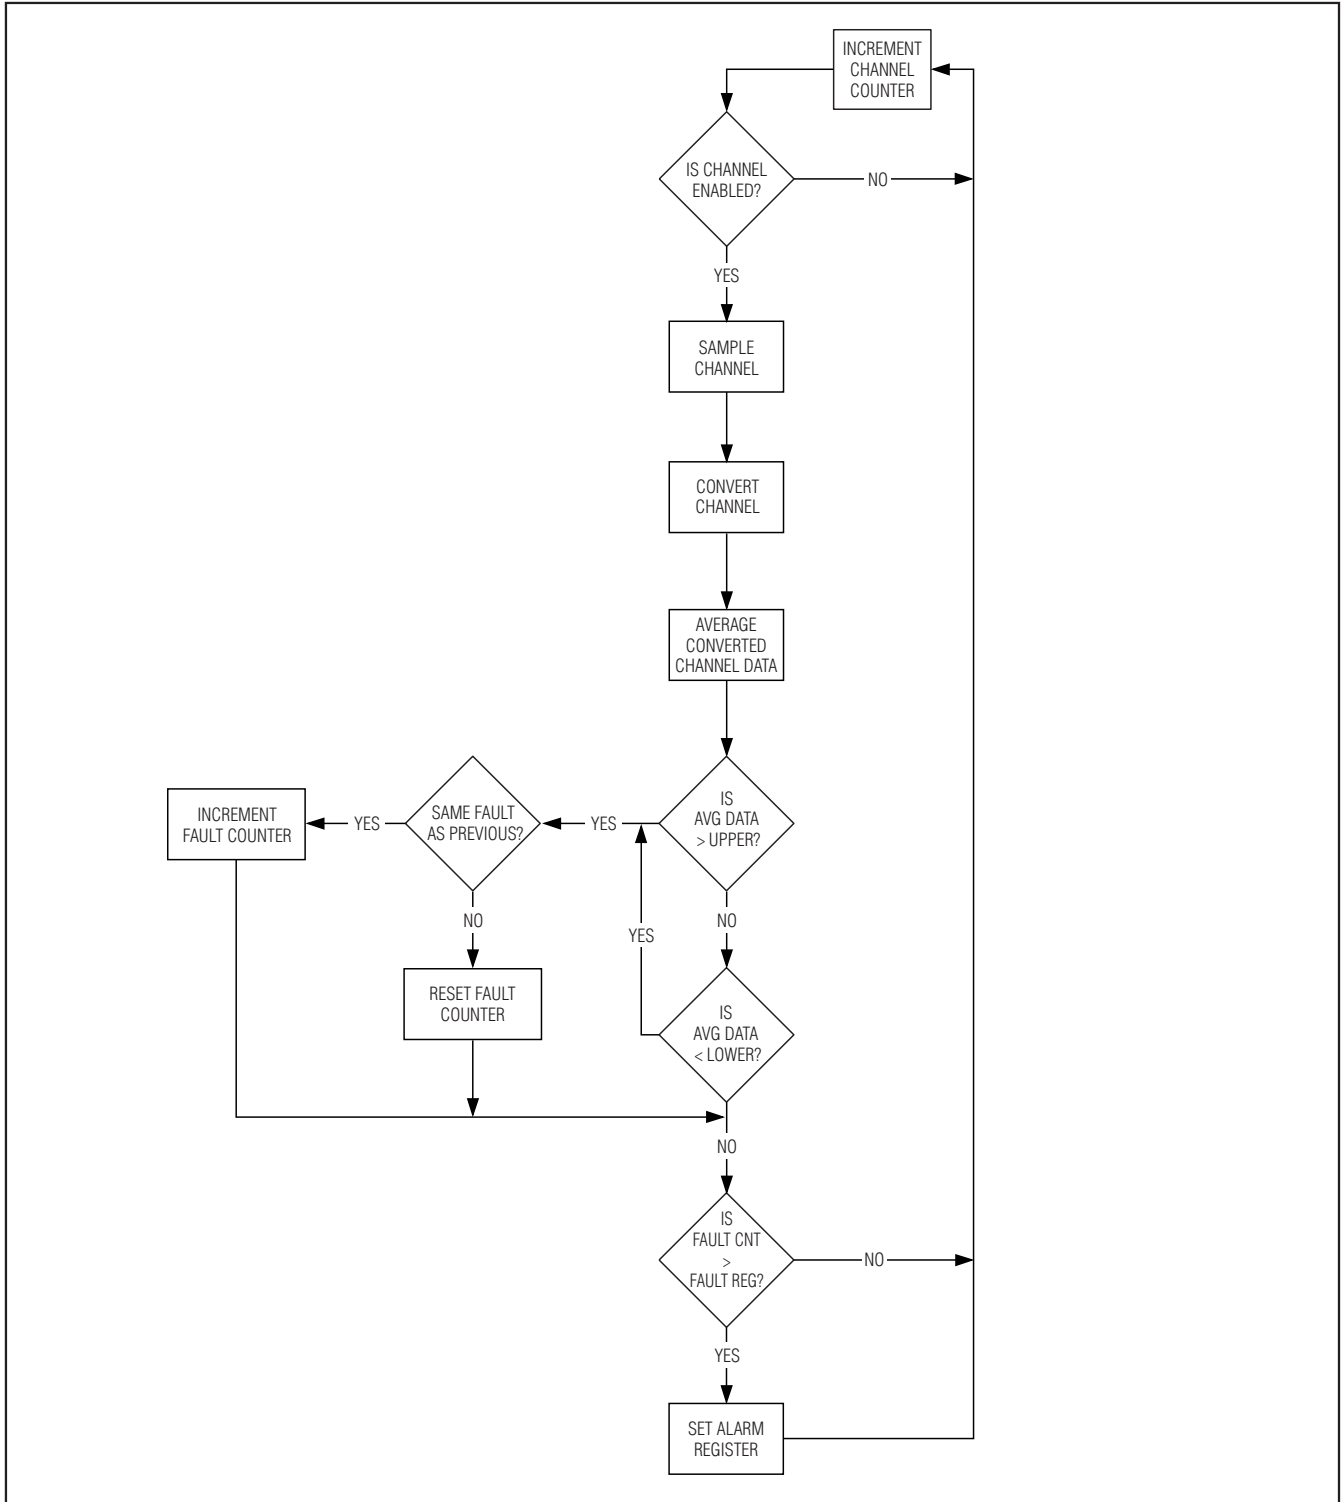 INCREMENT
CHANNEL
COUNTER
IS CHANNEL
ENABLED?
NO
YES
SAMPLE
CHANNEL
CONVERT
CHANNEL
AVERAGE
CONVERTED
CHANNEL DATA
IS
AVG DATA
> UPPER?
YES
SAME FAULT
AS PREVIOUS?
YES
INCREMENT
FAULT COUNTER
NO
NO
YES
RESET FAULT
COUNTER
IS
AVG DATA
< LOWER?
NO
IS
FAULT CNT
>
FAULT REG?
NO
YES
SET ALARM
REGISTER